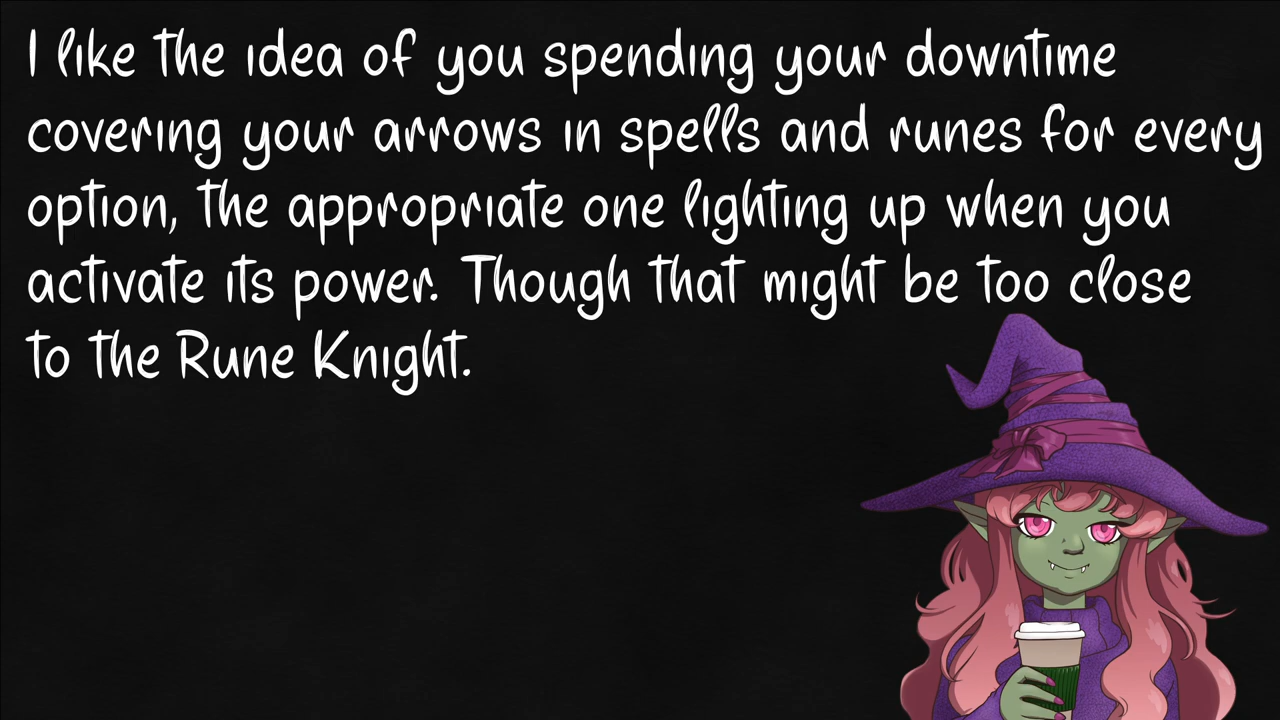 I like the idea of you spending your downtime
covering your arrows in spells and runes for every
option, the appropriate one lighting up when you
activate its power. Though that might be too close
to the Rune Knight.